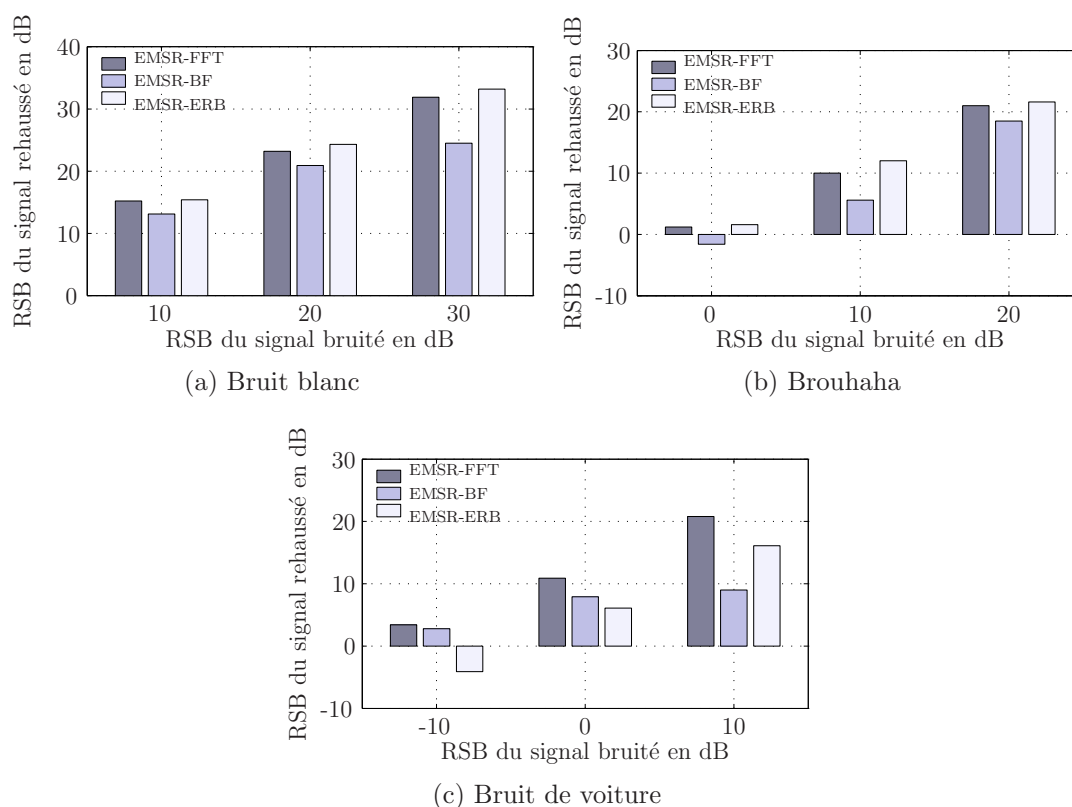 RSB du signal rehaussé en dB
40
30
20
10
0
EMSR-FFT
EMSR-BF
EMSR-ERB
10
20
30
RSB du signal bruité en dB
(a) Bruit blanc
RSB du signal rehaussé en dB
30
20
10
0
-10
EMSR-FFT
EMSR-BF
EMSR-ERB
0
10
20
RSB du signal bruité en dB
(b) Brouhaha
RSB du signal rehaussé en dB
30
20
10
0
-10
EMSR-FFT
EMSR-BF
EMSR-ERB
-10
0
10
RSB du signal bruité en dB
(c) Bruit de voiture